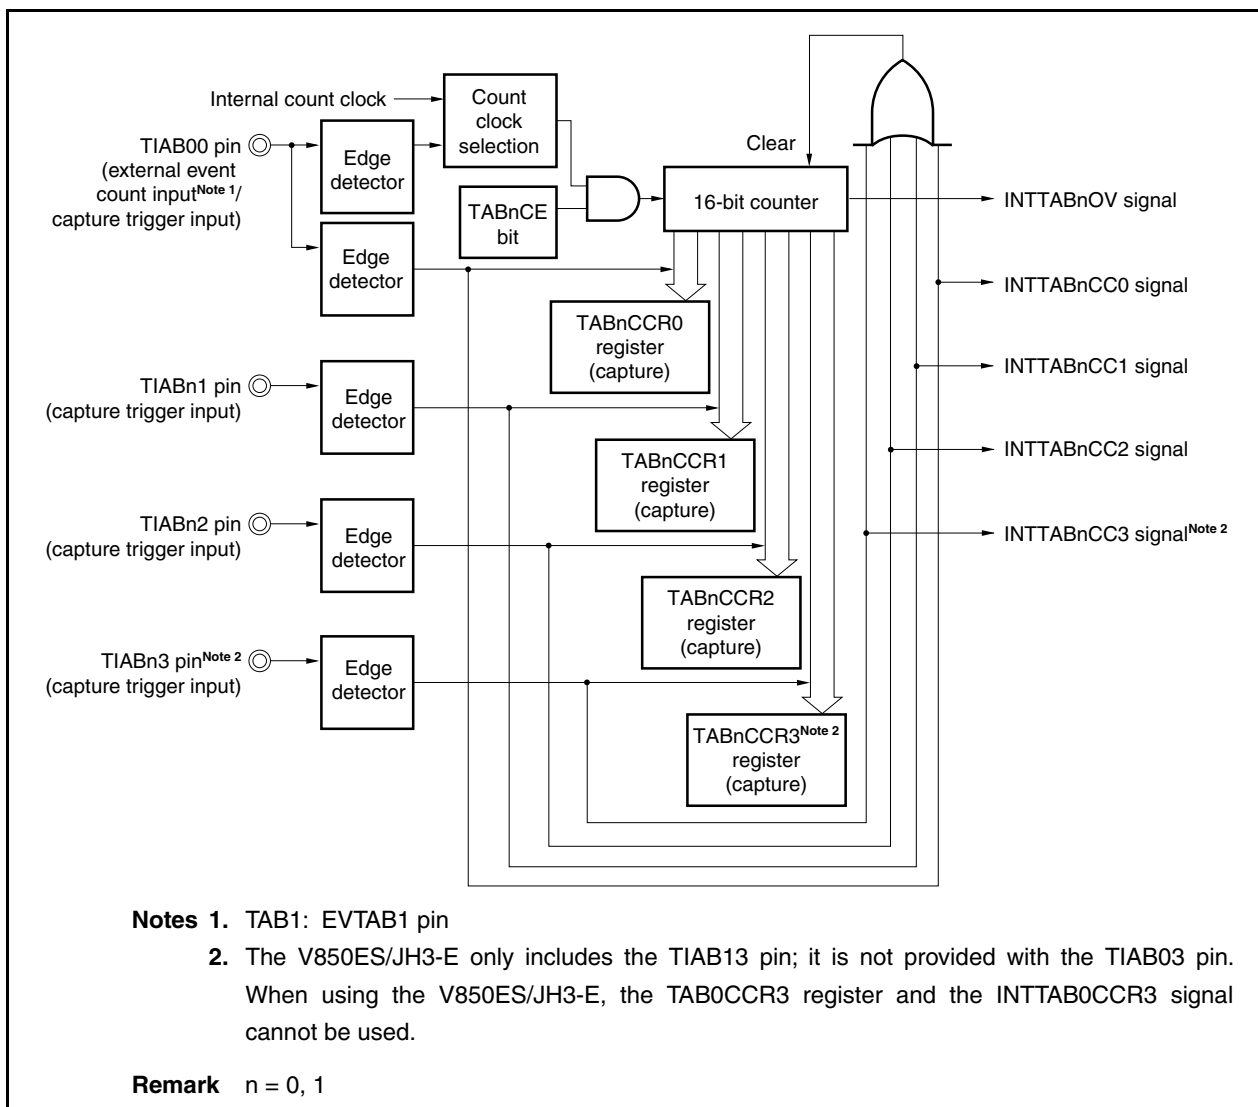 Internal count clock
Count
clock
selection
TIAB00 pin
(external event
count inputNote 1/
capture trigger input)
Edge
detector
TABnCE
bit
Clear
16-bit counter
INTTABnOV signal
Edge
detector
INTTABnCC0 signal
TABnCCR0
register
(capture)
TIABn1 pin
(capture trigger input)
Edge
detector
INTTABnCC1 signal
TABnCCR1
register
(capture)
INTTABnCC2 signal
TIABn2 pin
(capture trigger input)
Edge
detector
INTTABnCC3 signalNote 2
TABnCCR2
register
(capture)
TIABn3 pinNote 2
(capture trigger input)
Edge
detector
TABnCCR3Note 2
register
(capture)
Notes 1. TAB1: EVTAB1 pin
2. The V850ES/JH3-E only includes the TIAB13 pin; it is not provided with the TIAB03 pin.
When using the V850ES/JH3-E, the TAB0CCR3 register and the INTTAB0CCR3 signal
cannot be used.
Remark n = 0, 1